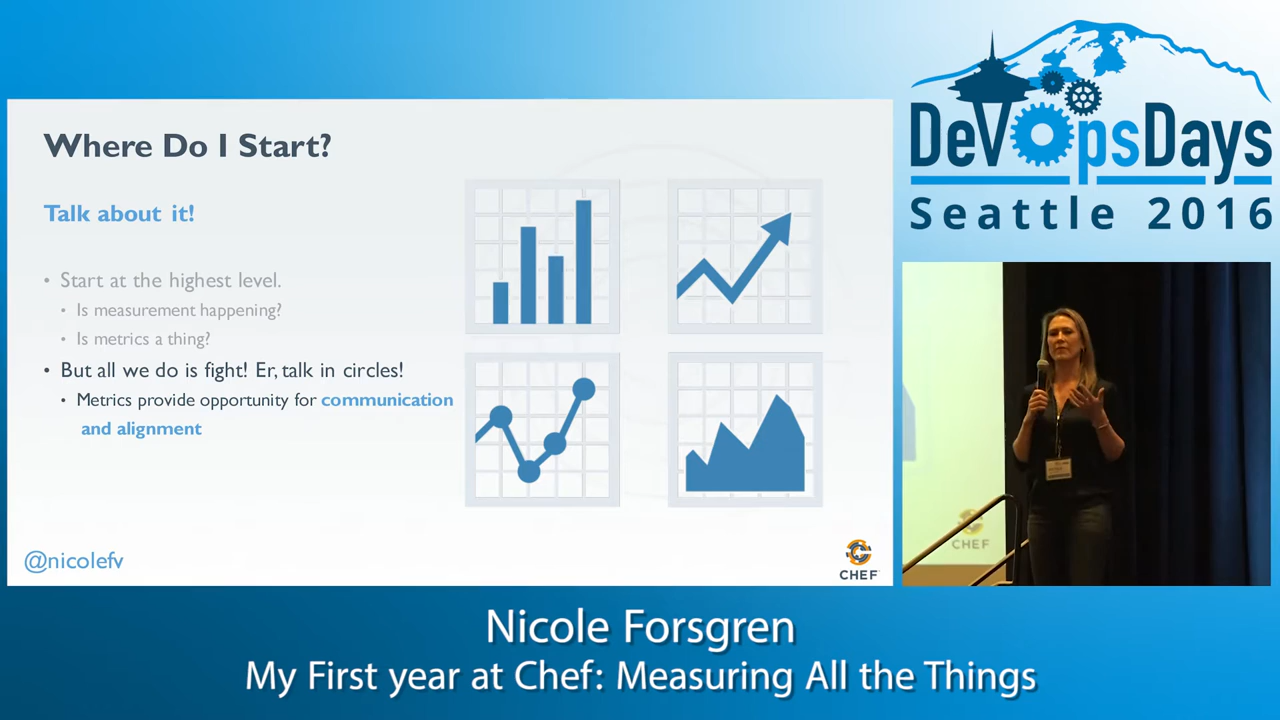 Where Do I Start?
Talk about it!
• Start at the highest level.
• Is measurement happening?
• Is metrics a thing?
• But all we do is fight! Er, talk in circles!
• Metrics provide opportunity for communication
and alignment
@nicolefv
CHEF
DevOpsDays
Seattle 2016
CHEF
Nicole Forsgren
My First year at Chef: Measuring All the Things